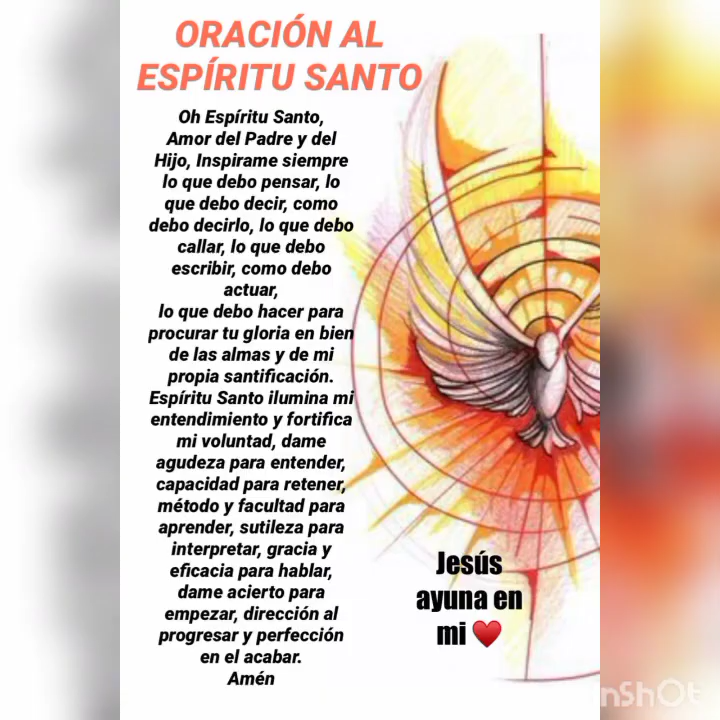 ORACIÓN AL
ESPÍRITU SANTO
Oh Espíritu Santo,
Amor del Padre y del
Hijo, Inspirame siempre
lo que debo pensar, lo
que debo decir, como
debo decirlo, lo que debo
callar, lo que debo
escribir, como debo
actuar,
lo que debo hacer para
procurar tu gloria en bien
de las almas y de mi
propia santificación.
Espíritu Santo ilumina mi
entendimiento y fortifica
mi voluntad, dame
agudeza para entender,
capacidad para retener,
método y facultad para
aprender, sutileza para
interpretar, gracia y
eficacia para hablar,
dame acierto para
empezar, dirección al
progresar y perfección
en el acabar.
Amén
Jesús
ayuna en
mi ❤️
nShOt